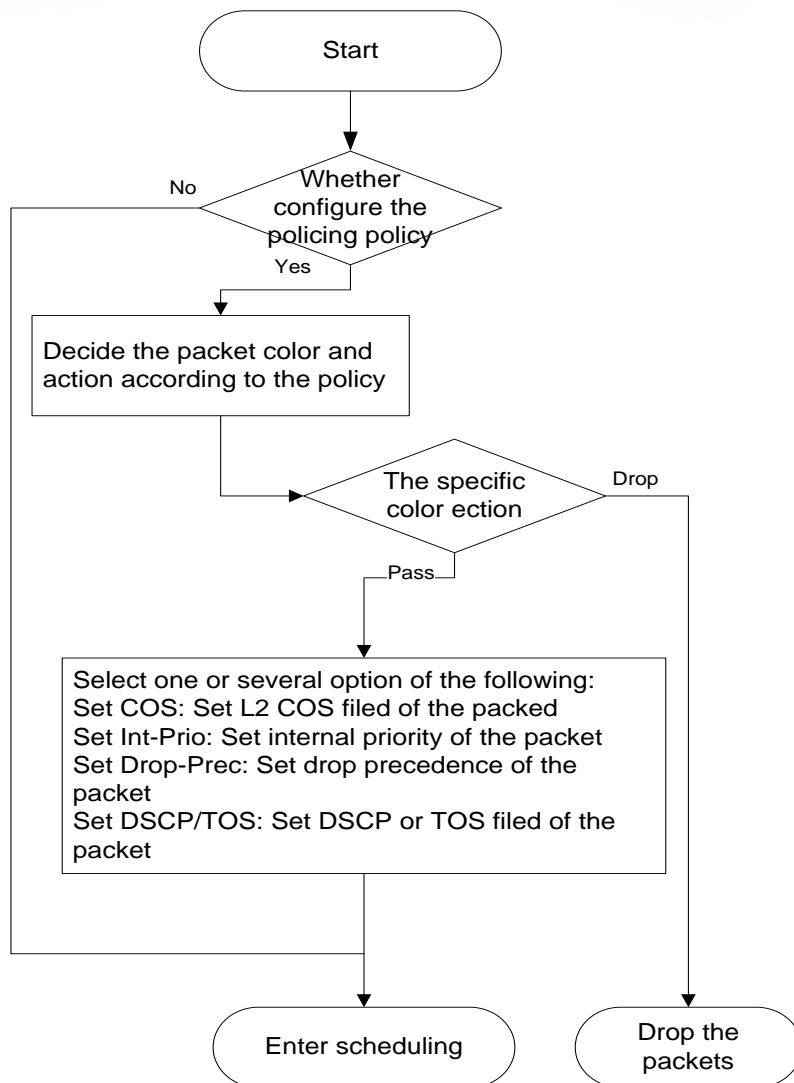 Start
Whether
configure the
policing policy
No
Yes
Decide the packet color and
action according to the policy
The specific
color ection
Drop
Pass
Select one or several option of the following:
Set COS: Set L2 COS filed of the packed
Set Int-Prio: Set internal priority of the packet
Set Drop-Prec: Set drop precedence of the
packet
Set DSCP/TOS: Set DSCP or TOS filed of the
packet
Enter scheduling
Drop the
packets